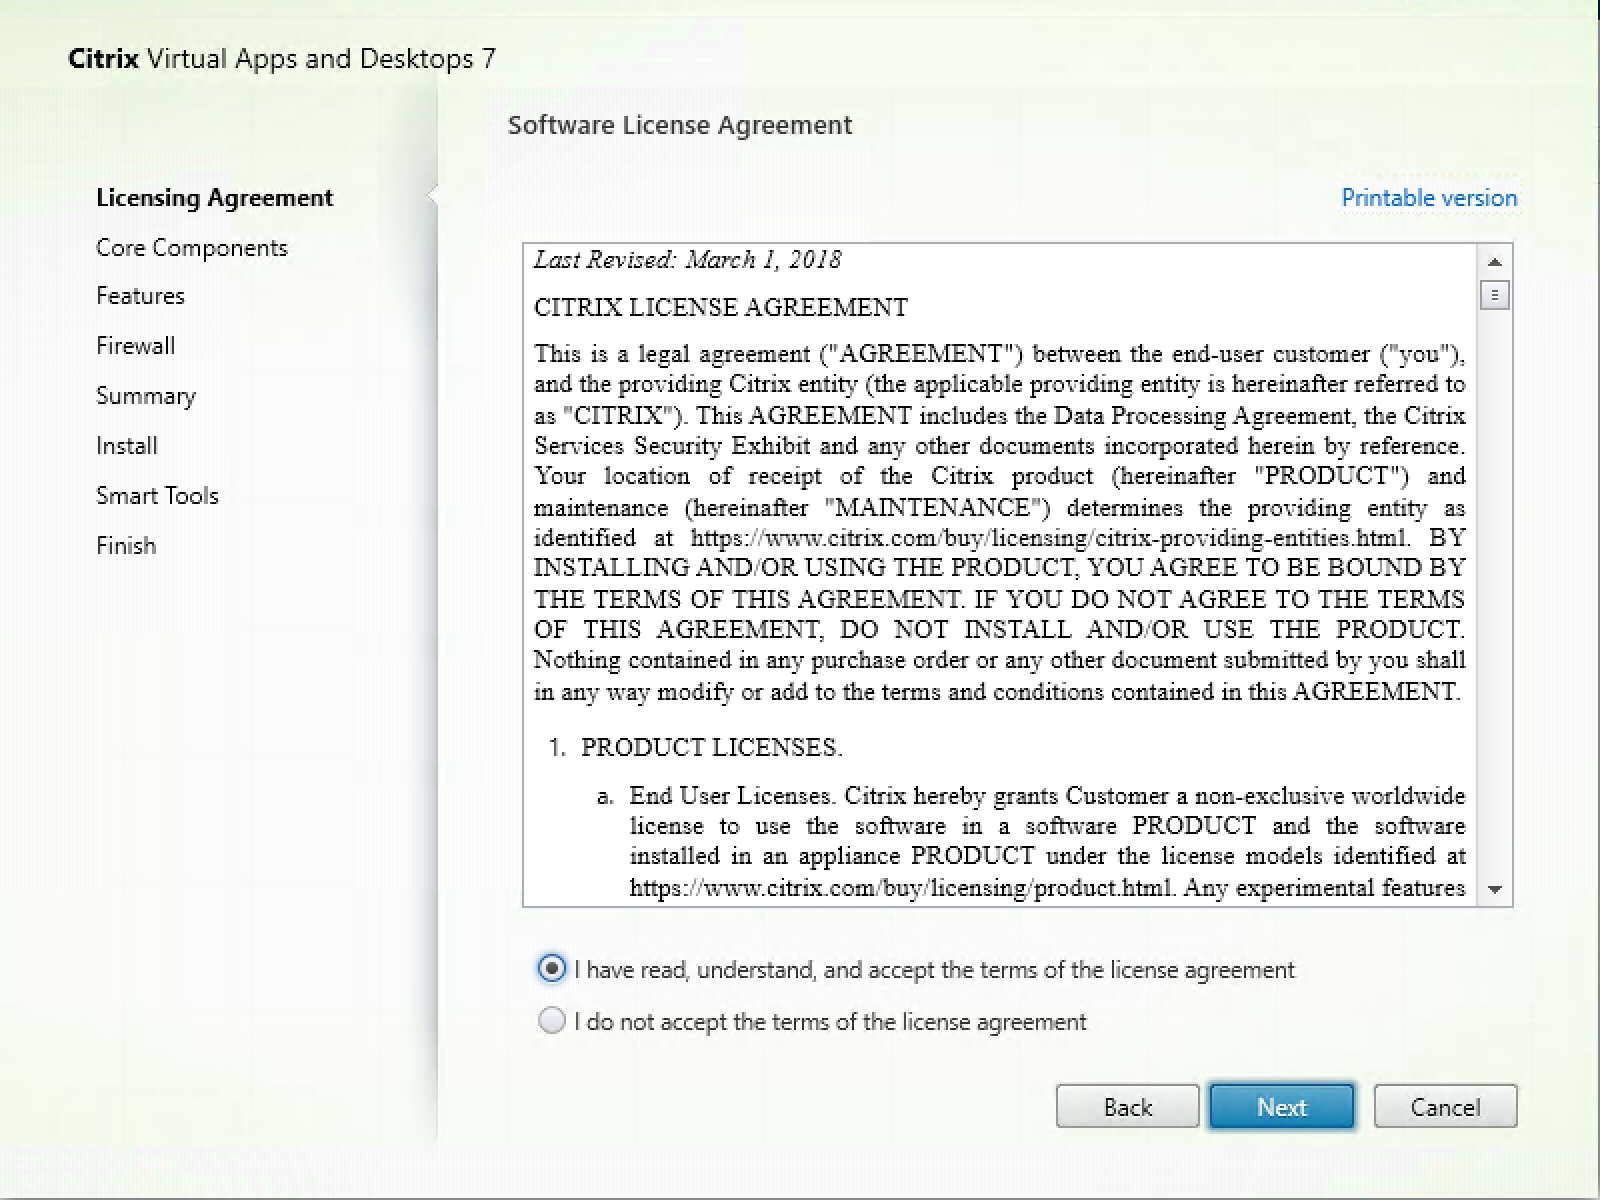 Citrix Virtual Apps and Desktops 7
Licensing Agreement
Core Components
Features
Firewall
Summary
Install
Smart Tools
Finish
Software License Agreement
Printable version
Last Revised: March 1, 2018
CITRIX LICENSE AGREEMENT
This is a legal agreement ("AGREEMENT") between the end-user customer ("you"),
and the providing Citrix entity (the applicable providing entity is hereinafter referred to
as "CITRIX"). This AGREEMENT includes the Data Processing Agreement, the Citrix
Services Security Exhibit and any other documents incorporated herein by reference.
Your location of receipt of the Citrix product (hereinafter "PRODUCT") and
maintenance (hereinafter "MAINTENANCE") determines the providing entity as
identified at https://www.citrix.com/buy/licensing/citrix-providing-entities.html. BY
INSTALLING AND/OR USING THE PRODUCT, YOU AGREE TO BE BOUND BY
THE TERMS OF THIS AGREEMENT. IF YOU DO NOT AGREE TO THE TERMS
OF THIS AGREEMENT, DO NOT INSTALL AND/OR USE THE PRODUCT.
Nothing contained in any purchase order or any other document submitted by you shall
in any way modify or add to the terms and conditions contained in this AGREEMENT.
1. PRODUCT LICENSES.
a. End User Licenses. Citrix hereby grants Customer a non-exclusive worldwide
license to use the software in a software PRODUCT and the software
installed in an appliance PRODUCT under the license models identified at
https://www.citrix.com/buy/licensing/product.html. Any experimental features
I have read, understand, and accept the terms of the license agreement
I do not accept the terms of the license agreement
Back Next Cancel